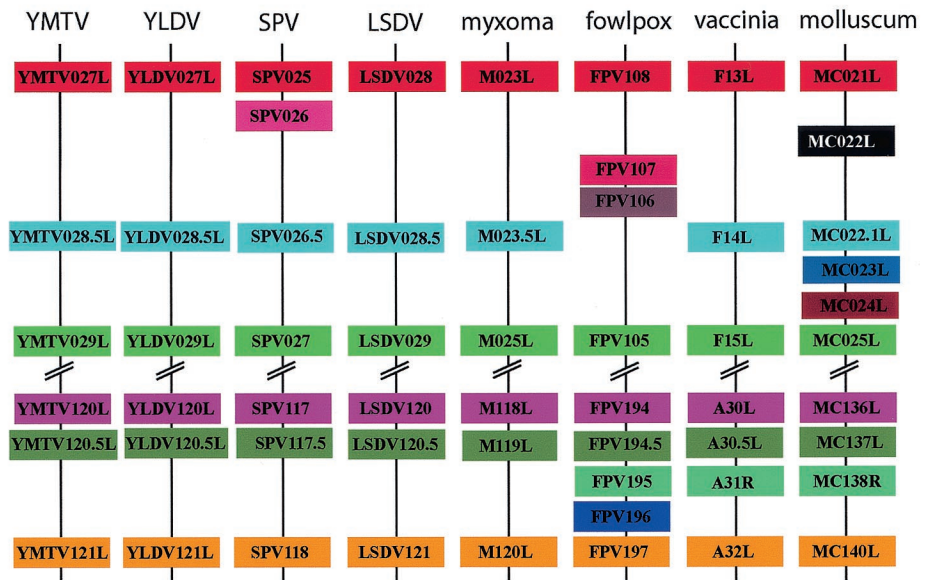 YMTV YLDV SPV LSDV myxoma fowlpox vaccinia molluscum
YMTV027L YLDV027L SPV025 LSDV028 M023L FPV108 F13L MC021L
SPV026
MC022L
FPV107
FPV106
YMTV028.5L YLDV028.5L SPV026.5 LSDV028.5 M023.5L F14L MC022.1L
MC023L
MC024L
YMTV029L YLDV029L SPV027 LSDV029 M025L FPV105 F15L MC025L
YMTV120L YLDV120L SPV117 LSDV120 M118L FPV194 A30L MC136L
YMTV120.5L YLDV120.5L SPV117.5 LSDV120.5 M119L FPV194.5 A30.5L MC137L
FPV195 A31R MC138R
FPV196
YMTV121L YLDV121L SPV118 LSDV121 M120L FPV197 A32L MC140L